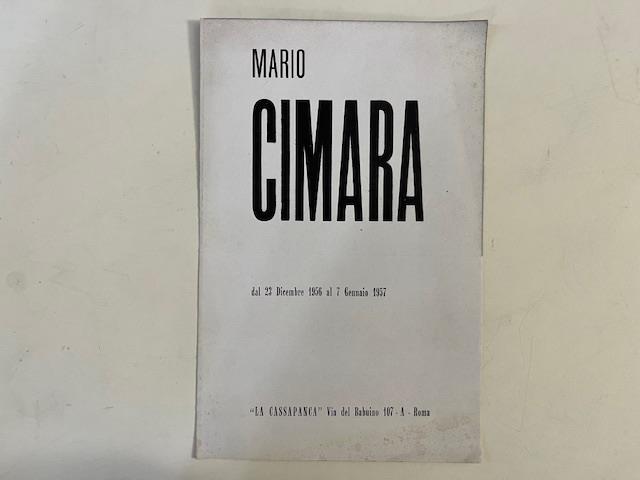 MARIO
CIMARA
dal 23 Dicembre 1956 al 7 Gennaio 1957
"LA CASSAPANCA" Via del Babuino 107 - A - Roma